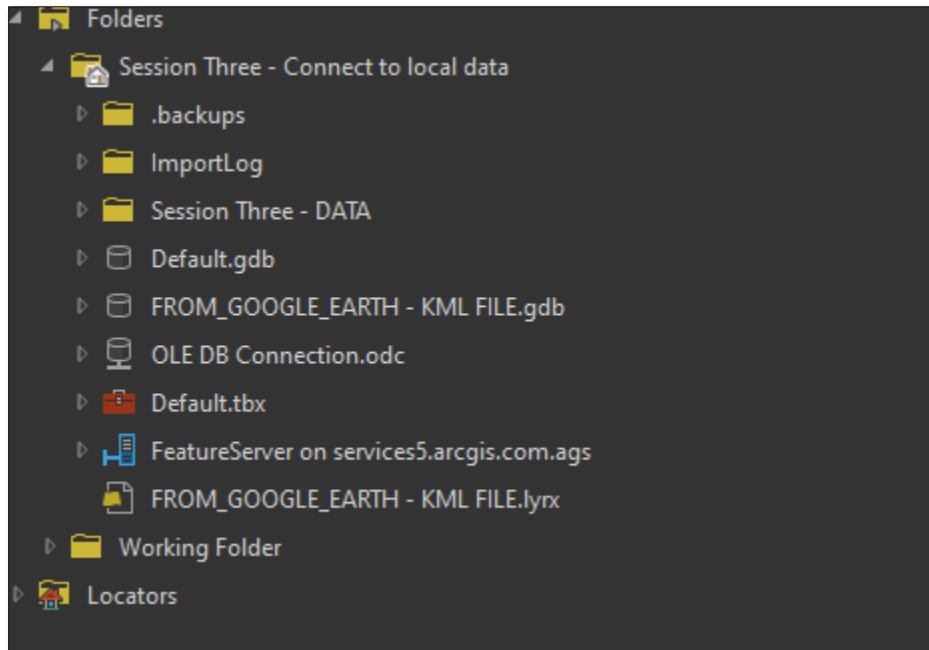 Folders
Session Three - Connect to local data
.backups
ImportLog
Session Three - DATA
Default.gdb
FROM_GOOGLE_EARTH - KML FILE.gdb
OLE DB Connection.odc
Default.tbx
FeatureServer on services5.arcgis.com.ags
FROM_GOOGLE_EARTH - KML FILE.lyrx
Working Folder
Locators